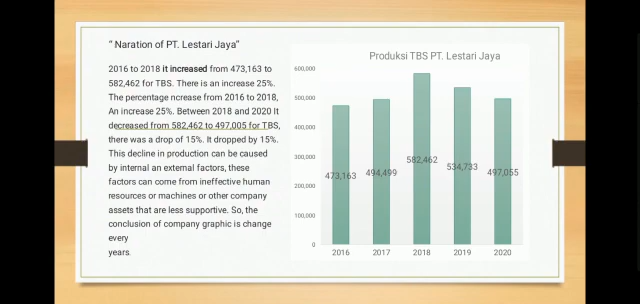 “ Naration of PT. Lestari Jaya”
2016 to 2018 it increased from 473,163 to
582,462 for TBS. There is an increase 25%.
The percentage ncrease from 2016 to 2018,
An increase 25%. Between 2018 and 2020 It
decreased from 582,462 to 497,005 for TBS,
there was a drop of 15%. It dropped by 15%.
This decline in production can be caused
by internal an external factors, these
factors can come from ineffective human
resources or machines or other company
assets that are less supportive. So, the
conclusion of company graphic is change
every
years.
Produksi TBS PT. Lestari Jaya
600,000
500,000
400,000
300,000
200,000
100,000
0
473,163
494,499
582,462
534,733
497,055
2016 2017 2018 2019 2020